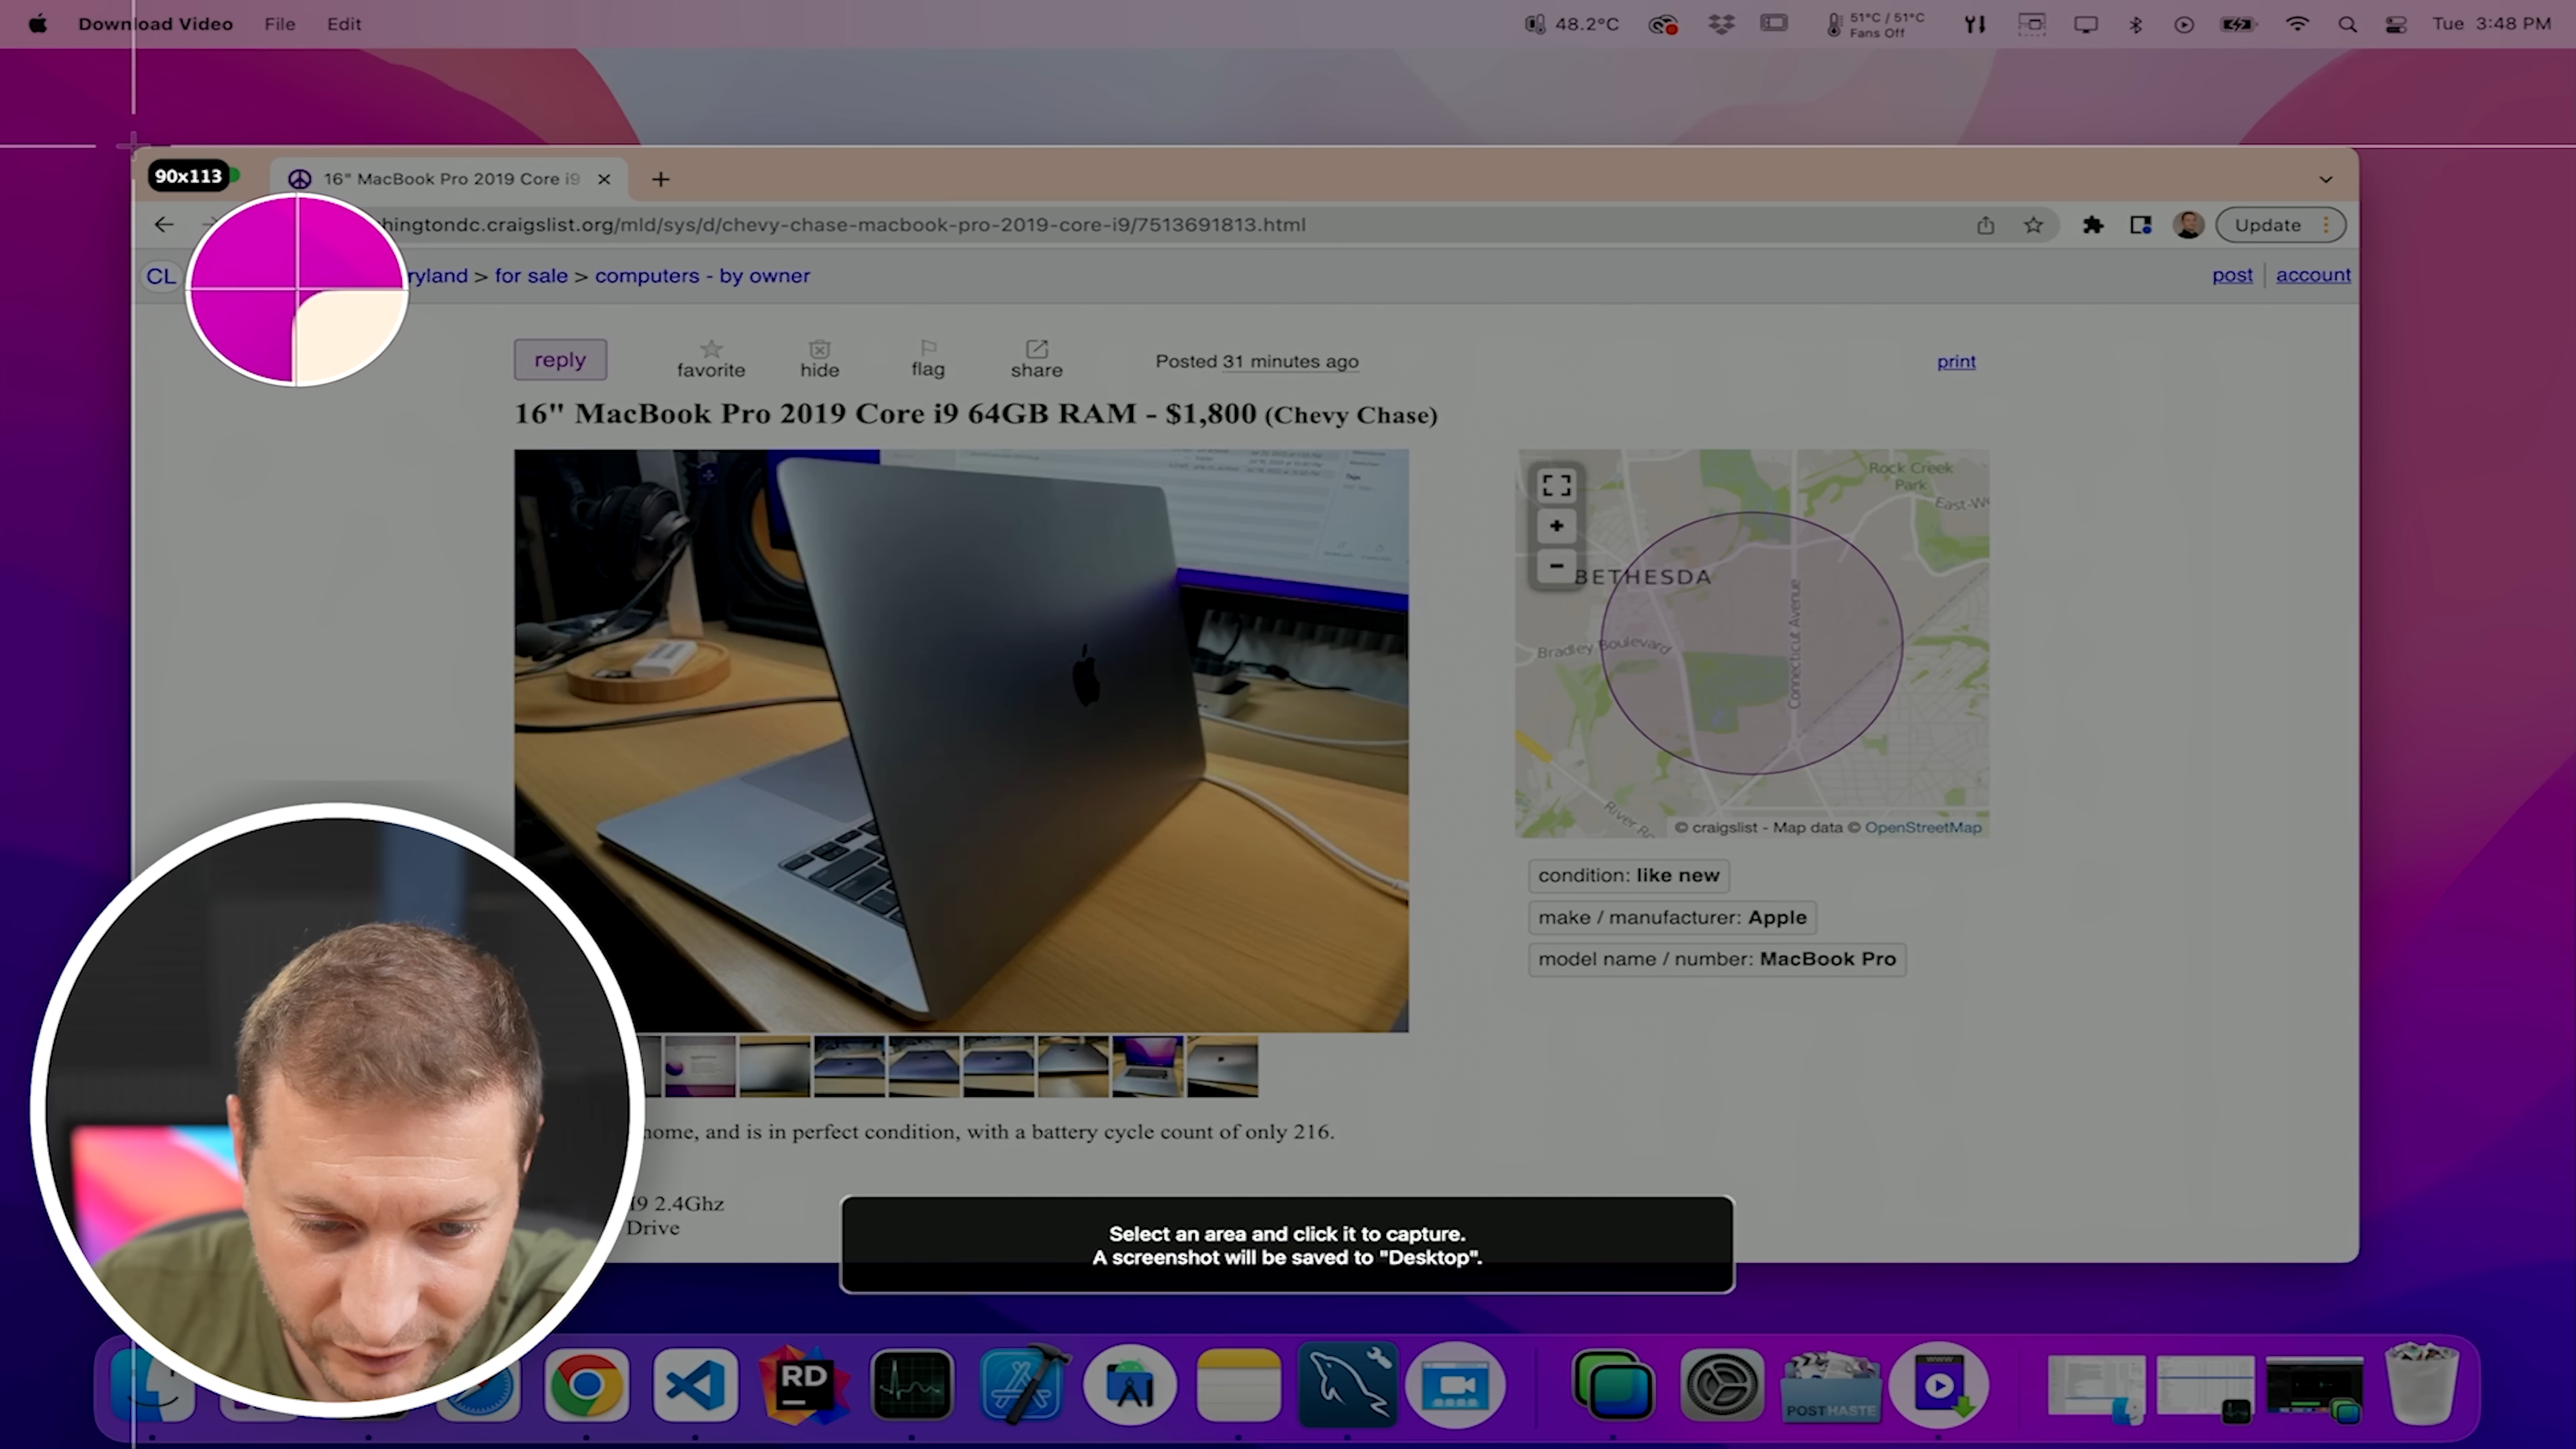 Download Video File Edit 48.2°C 51°C / 51°C Fans Off Tue 3:48 PM
90x113 16" MacBook Pro 2019 Core i9
hingtondc.craigslist.org/mld/sys/d/chevy-chase-macbook-pro-2019-core-i9/7513691813.html Update
CL ryland > for sale > computers - by owner post account
reply favorite hide flag share Posted 31 minutes ago print
16" MacBook Pro 2019 Core i9 64GB RAM - $1,800 (Chevy Chase)
Rock Creek
Park
East-W
BETHESDA
Bradley Boulevard
Connecticut Avenue
River R
© craigslist - Map data © OpenStreetMap
condition: like new
make / manufacturer: Apple
model name / number: MacBook Pro
home, and is in perfect condition, with a battery cycle count of only 216.
I9 2.4Ghz
Drive
Select an area and click it to capture.
A screenshot will be saved to "Desktop".
RD
POST HASTE
WWW